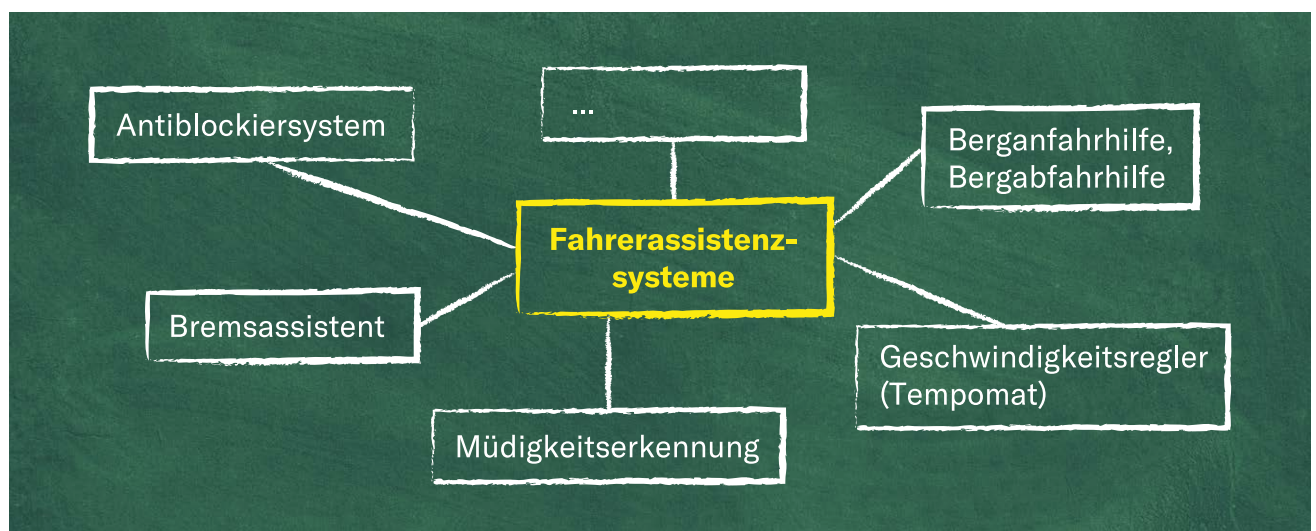 Antiblockiersystem
...
Berganfahrhilfe,
Bergabfahrhilfe
Fahrerassistenz-
systeme
Bremsassistent
Geschwindigkeitsregler
(Tempomat)
Müdigkeitserkennung